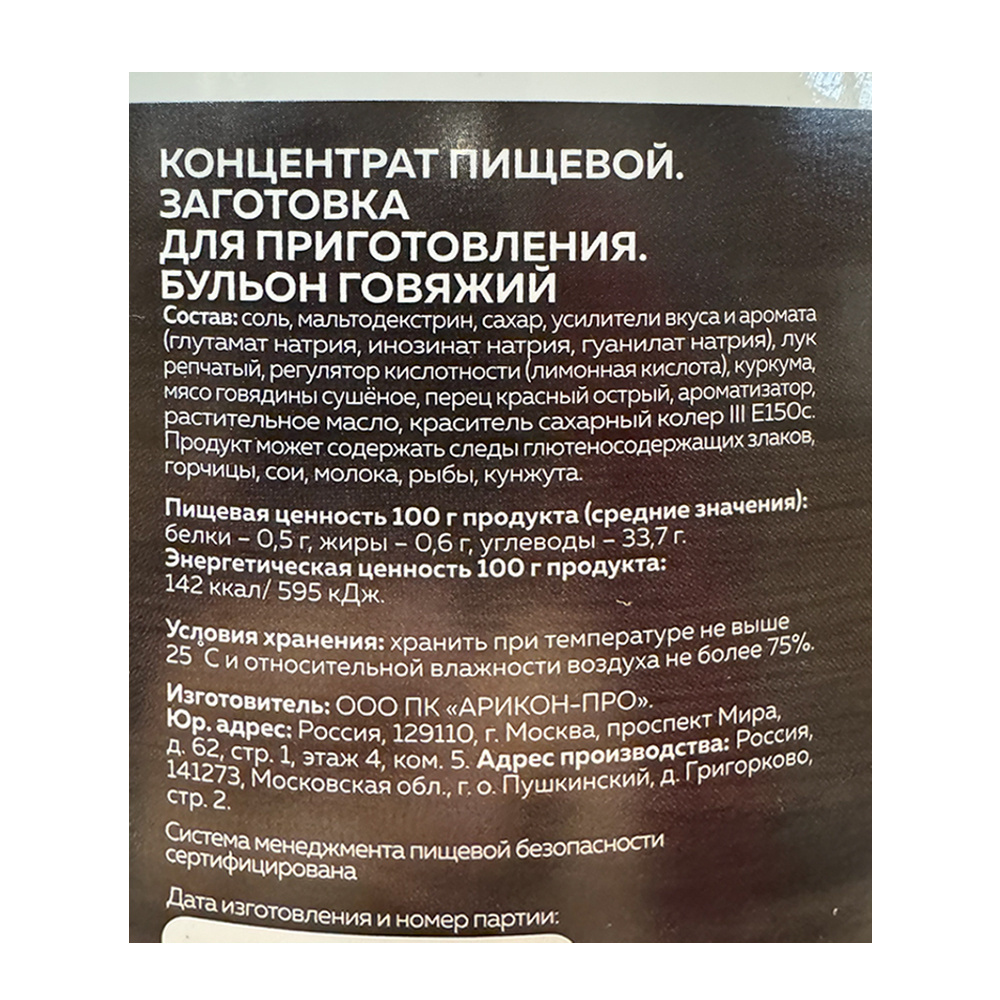 КОНЦЕНТРАТ ПИЩЕВОЙ.
ЗАГОТОВКА
ДЛЯ ПРИГОТОВЛЕНИЯ.
БУЛЬОН ГОВЯЖИЙ
Состав: соль, мальтодекстрин, сахар, усилители вкуса и аромата
(глутамат натрия, инозинат натрия, гуанилат натрия), лук
репчатый, регулятор кислотности (лимонная кислота), куркума,
мясо говядины сушёное, перец красный острый, ароматизатор,
растительное масло, краситель сахарный колер III E150c.
Продукт может содержать следы глютеносодержащих злаков,
горчицы, сои, молока, рыбы, кунжута.
Пищевая ценность 100 г продукта (средние значения):
белки – 0,5 г, жиры – 0,6 г, углеводы – 33,7 г.
Энергетическая ценность 100 г продукта:
142 ккал/ 595 кДж.
Условия хранения: хранить при температуре не выше
25 °С и относительной влажности воздуха не более 75%.
Изготовитель: ООО ПК «АРИКОН-ПРО».
Юр. адрес: Россия, 129110, г. Москва, проспект Мира,
д. 62, стр. 1, этаж 4, ком. 5. Адрес производства: Россия,
141273, Московская обл., г. о. Пушкинский, д. Григорково,
стр. 2.
Система менеджмента пищевой безопасности
сертифицирована
Дата изготовления и номер партии: